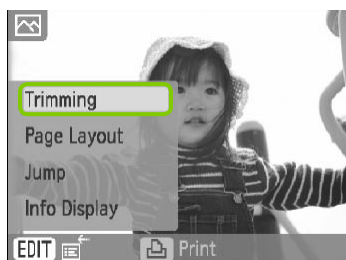 Trimming
Page Layout
Jump
Info Display
EDIT Print